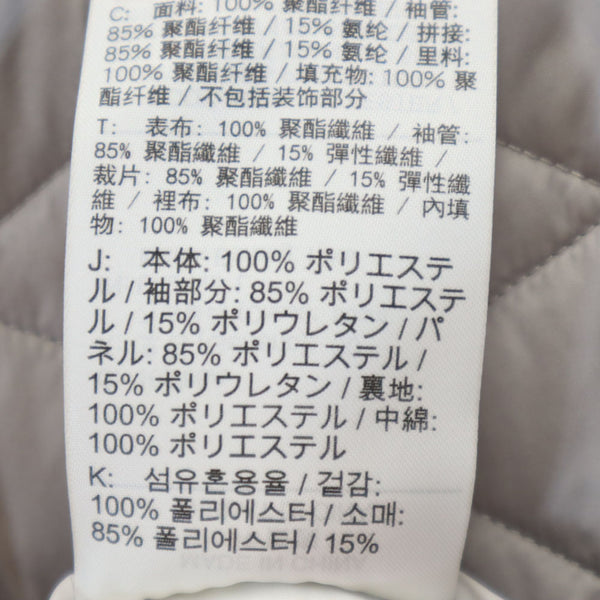 C: 面料: 100% 聚酯纤维 / 袖管:
85% 聚酯纤维 / 15% 氨纶 / 拼接:
85% 聚酯纤维 / 15% 氨纶 / 里料:
100% 聚酯纤维 / 填充物: 100% 聚
酯纤维 / 不包括装饰部分
T: 表布: 100% 聚酯纖維 / 袖管:
85% 聚酯纖維 / 15% 彈性纖維 /
裁片: 85% 聚酯纖維 / 15% 彈性纖
維 / 裡布: 100% 聚酯纖維 / 內填
物: 100% 聚酯纖維
J: 本体: 100% ポリエステ
ル / 袖部分: 85% ポリエステ
ル / 15% ポリウレタン / パ
ネル: 85% ポリエステル /
15% ポリウレタン / 裏地:
100% ポリエステル / 中綿:
100% ポリエステル
K: 섬유혼용율 / 겉감:
100% 폴리에스터 / 소매:
85% 폴리에스터 / 15%
MADE IN CHINA